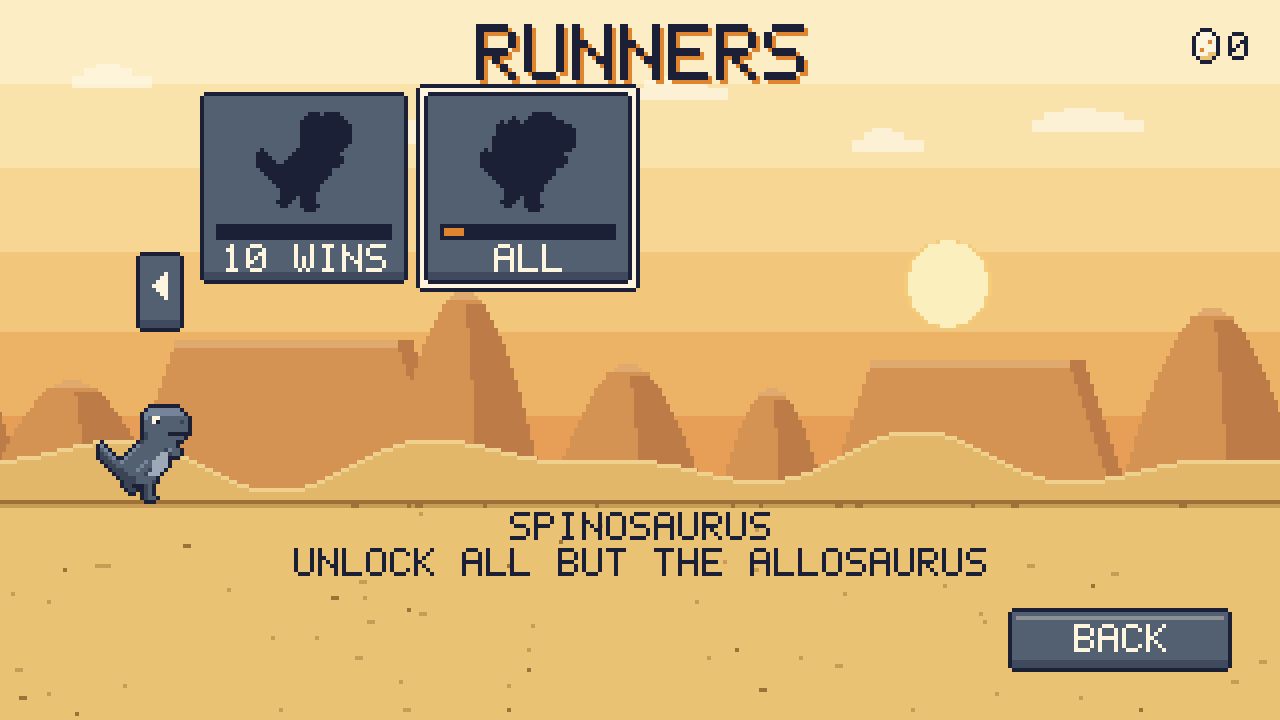 RUNNERS
0
10 WINS
ALL
SPINOSAURUS
UNLOCK ALL BUT THE ALLOSAURUS
BACK